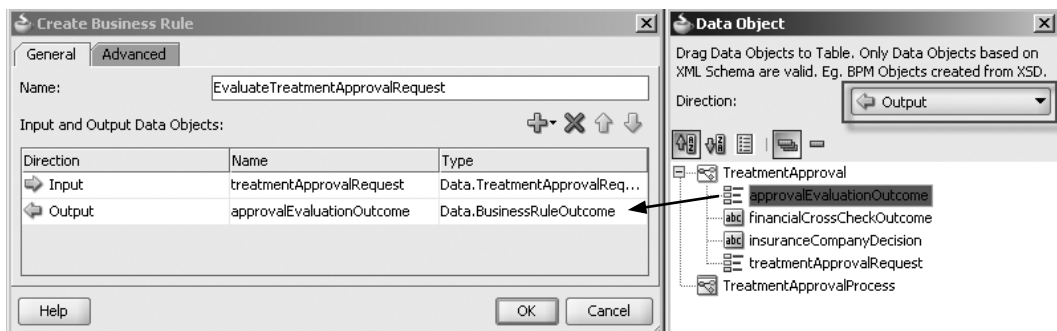 Create Business Rule
General Advanced
Name: EvaluateTreatmentApprovalRequest
Input and Output Data Objects:
Direction Name Type
Input treatmentApprovalRequest Data.TreatmentApprovalReq...
Output approvalEvaluationOutcome Data.BusinessRuleOutcome
Help OK Cancel
Data Object
Drag Data Objects to Table. Only Data Objects based on
XML Schema are valid. Eg. BPM Objects created from XSD.
Direction: Output
TreatmentApproval
approvalEvaluationOutcome
abc financialCrossCheckOutcome
abc insuranceCompanyDecision
treatmentApprovalRequest
TreatmentApprovalProcess